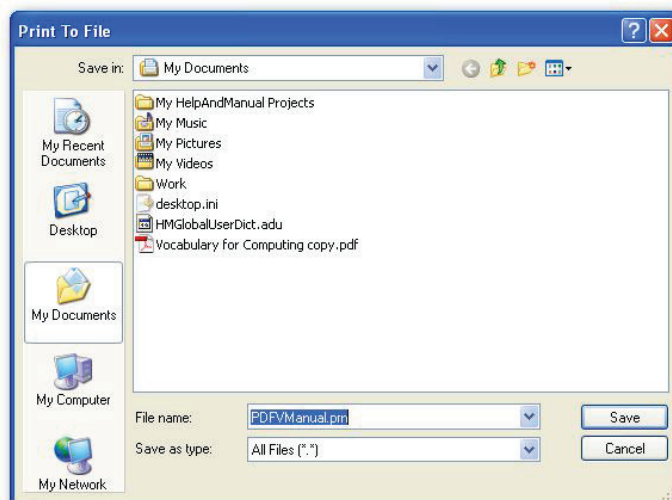 Print To File
Save in: My Documents
My Recent
Documents
Desktop
My Documents
My Computer
My Network
My HelpAndManual Projects
My Music
My Pictures
My Videos
Work
desktop.ini
HMGlobalUserDict.adu
Vocabulary for Computing copy.pdf
File name: PDFVManual.prn Save
Save as type: All Files (*.*) Cancel